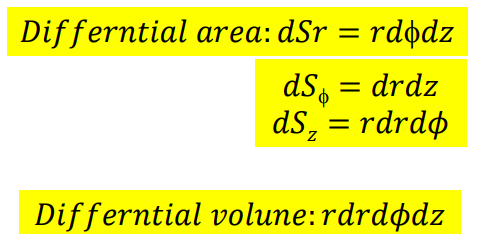 Differntial area: dSr = rdϕdz
dS_ϕ = drdz
dS_z = rdrdϕ
Differntial volune: rdrdϕdz